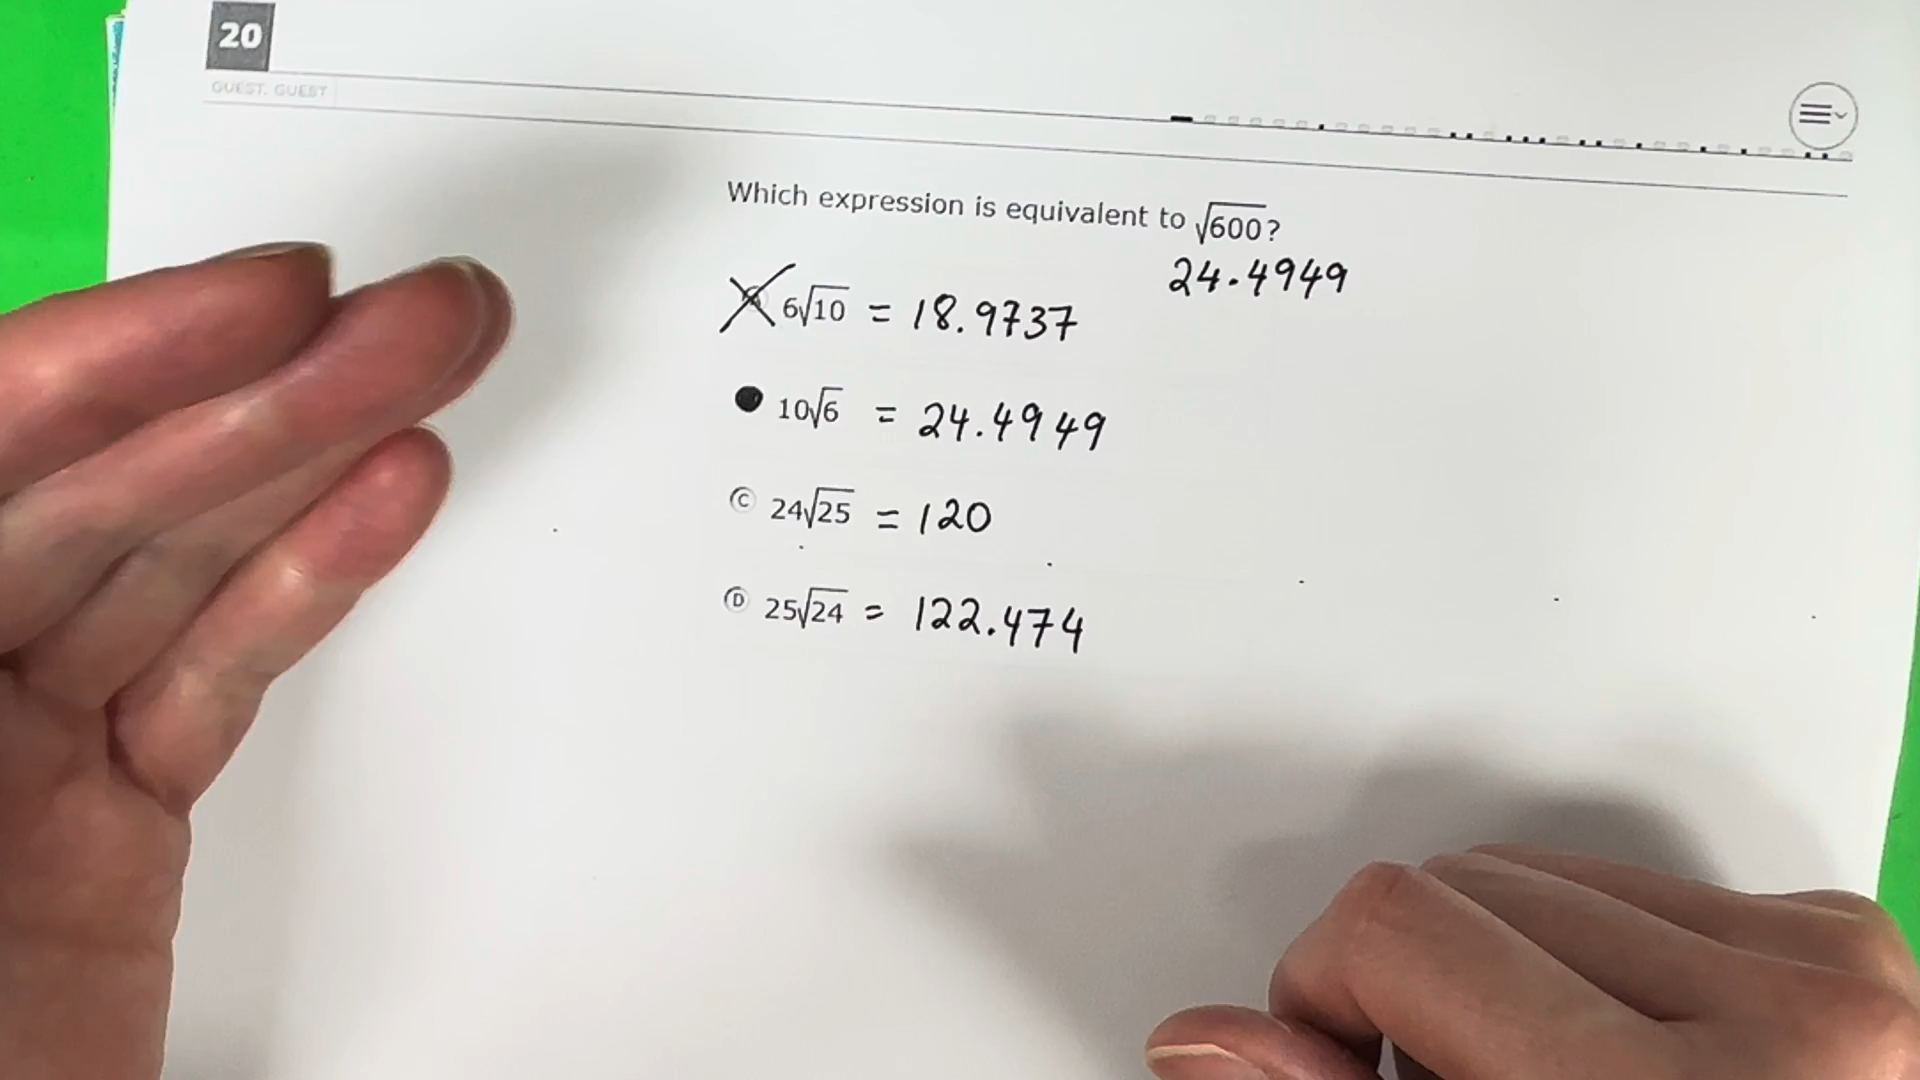 20
GUEST, GUEST
Which expression is equivalent to √600?
24.4949
6√10 = 18.9737
10√6 = 24.4949
C 24√25 = 120
D 25√24 = 122.474